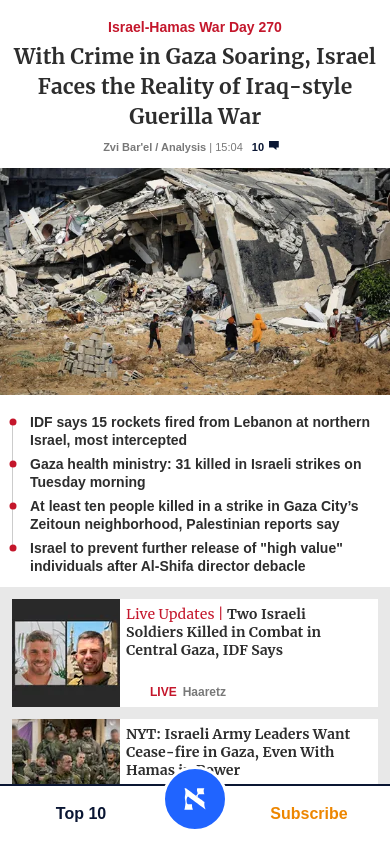 Israel-Hamas War Day 270
With Crime in Gaza Soaring, Israel
Faces the Reality of Iraq-style
Guerilla War
Zvi Bar'el / Analysis | 15:04 10
IDF says 15 rockets fired from Lebanon at northern
Israel, most intercepted
Gaza health ministry: 31 killed in Israeli strikes on
Tuesday morning
At least ten people killed in a strike in Gaza City’s
Zeitoun neighborhood, Palestinian reports say
Israel to prevent further release of "high value"
individuals after Al-Shifa director debacle
Live Updates | Two Israeli
Soldiers Killed in Combat in
Central Gaza, IDF Says
LIVE Haaretz
NYT: Israeli Army Leaders Want
Cease-fire in Gaza, Even With
Hamas in Power
Top 10
Subscribe